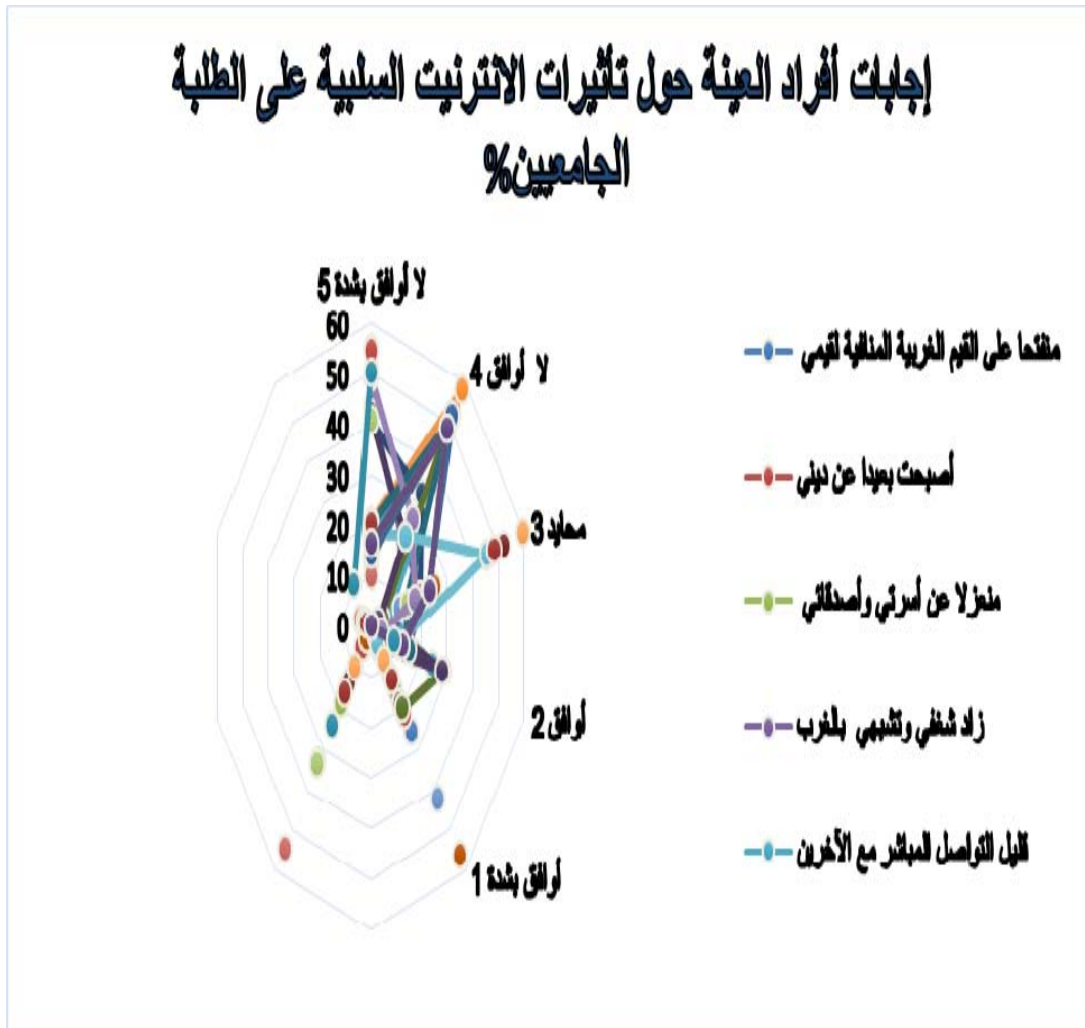 إجابات أفراد العينة حول تأثيرات الانترنيت السلبية على الطلبة
الجامعيين%
لا أوافق بشدة 5
60
50
40
30
20
10
0
لا أوافق 4
محايد 3
أوافق 2
أوافق بشدة 1
منفتحا على القيم الغربية المنافية لقيمي
أصبحت بعيدا عن ديني
منعزلا عن أسرتي وأصدقائي
زاد شغفي وتشبهي بالغرب
قليل التواصل المباشر مع الآخرين